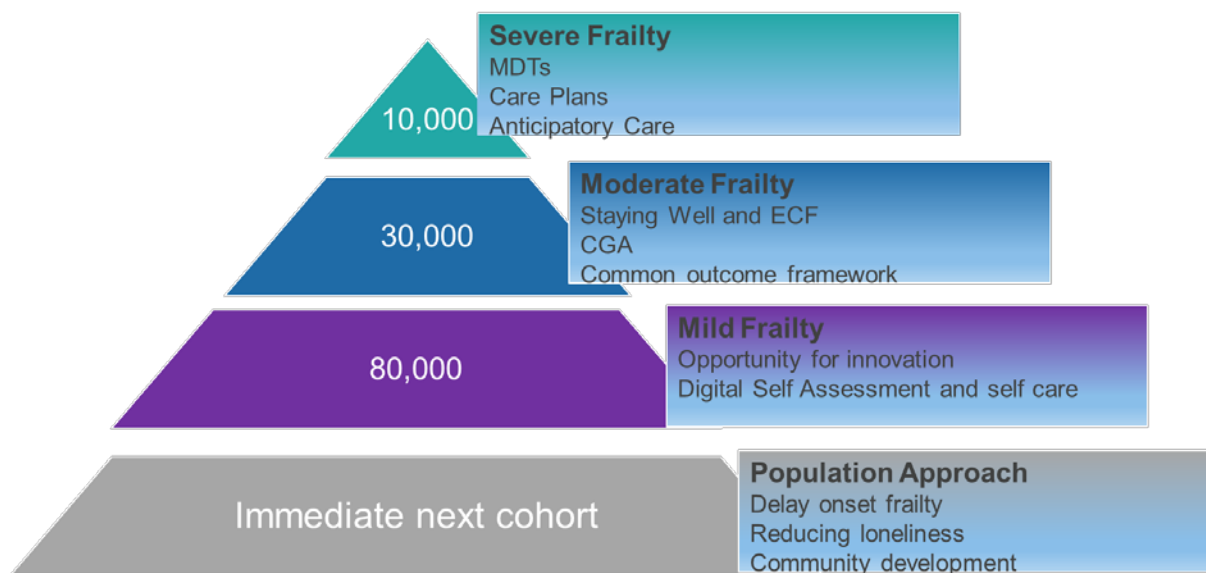 Severe Frailty
MDTs
Care Plans
Anticipatory Care
10,000
Moderate Frailty
Staying Well and ECF
CGA
Common outcome framework
30,000
Mild Frailty
Opportunity for innovation
Digital Self Assessment and self care
80,000
Population Approach
Delay onset frailty
Reducing loneliness
Community development
Immediate next cohort